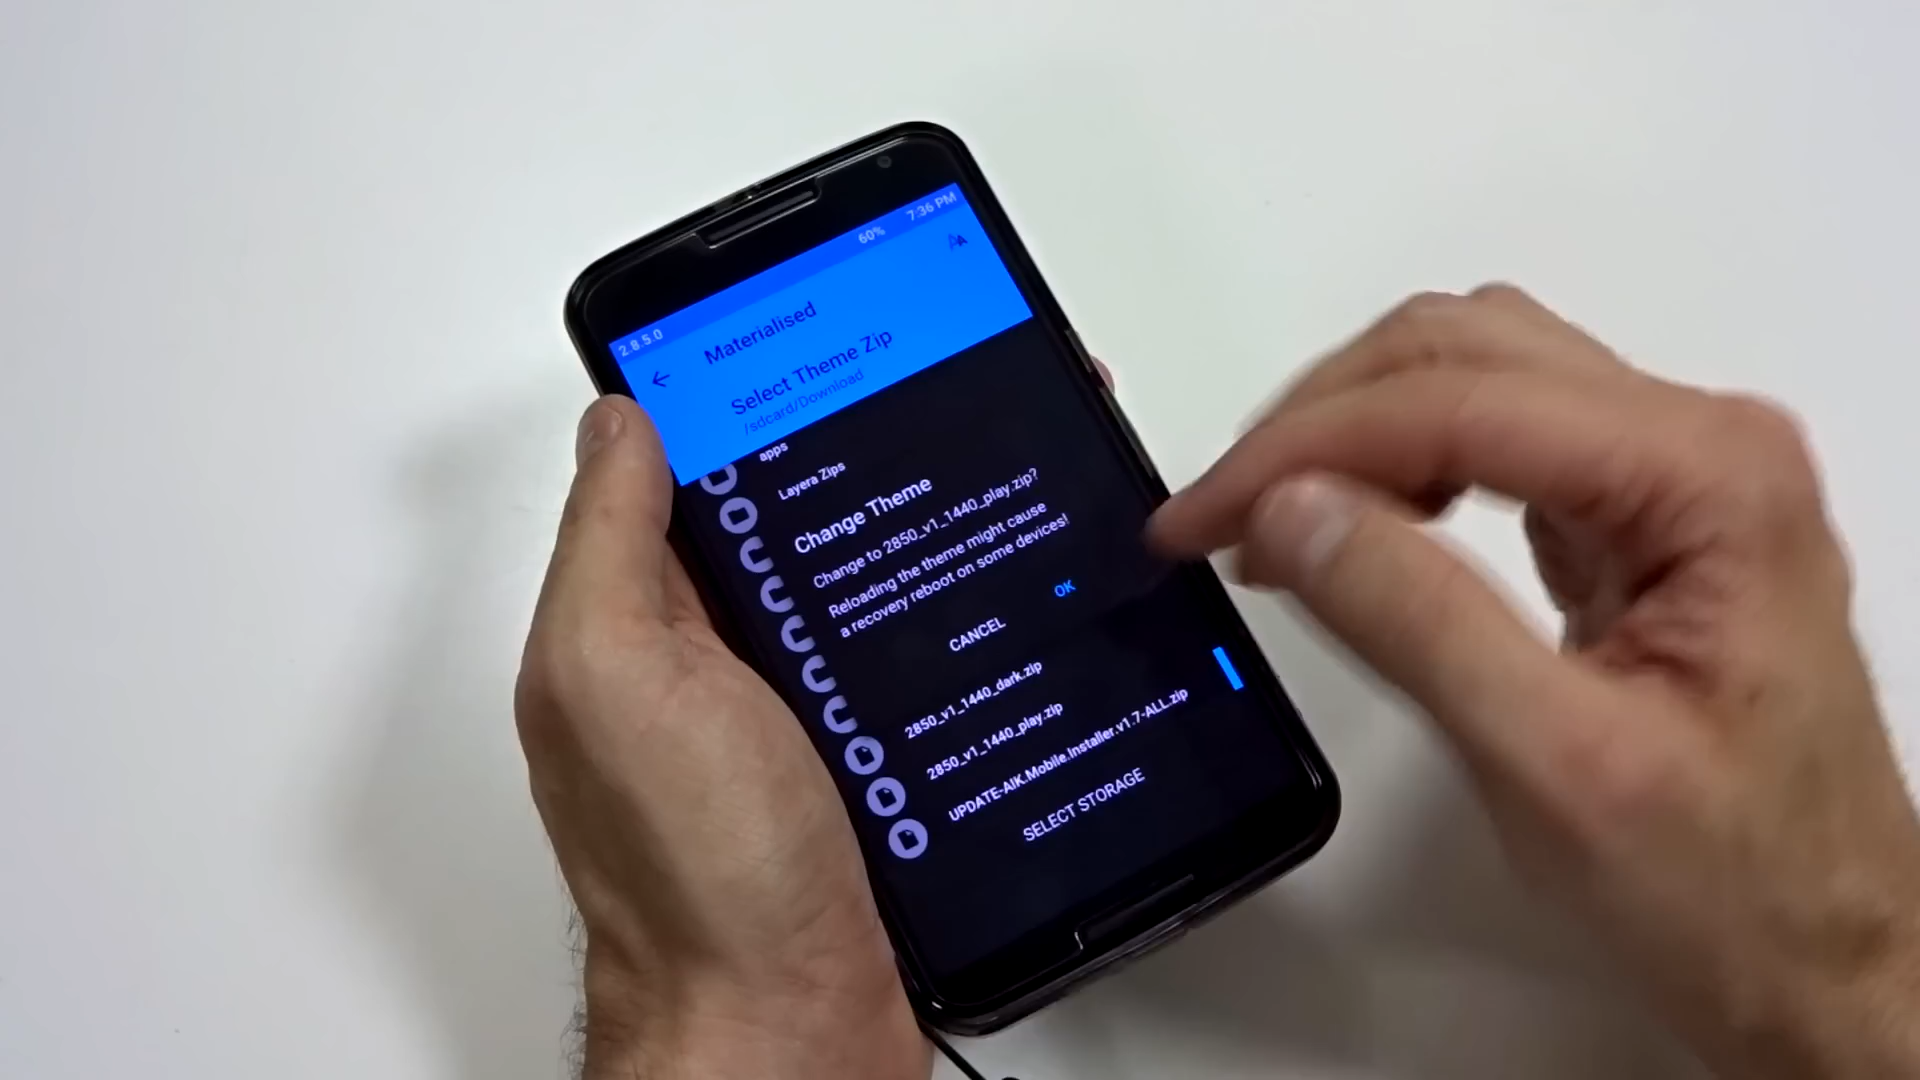 2.8.5.0
60%
7:36 PM
Materialised
Select Theme Zip
/sdcard/Download
apps
Layera Zips
Change Theme
Change to 2850_v1_1440_play.zip?
Reloading the theme might cause
a recovery reboot on some devices!
CANCEL
OK
2850_v1_1440_dark.zip
2850_v1_1440_play.zip
UPDATE-AIK.Mobile.Installer.v1.7-ALL.zip
SELECT STORAGE